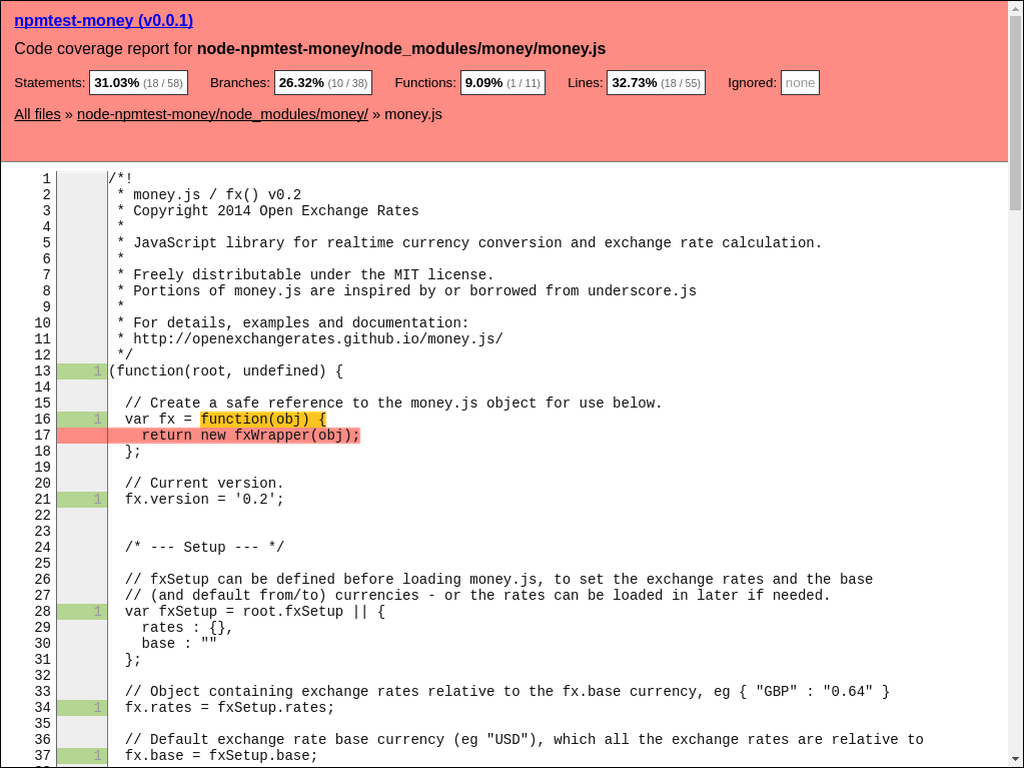 npmtest-money (v0.0.1)
Code coverage report for node-npmtest-money/node_modules/money/money.js
Statements: 31.03% (18 / 58) Branches: 26.32% (10 / 38) Functions: 9.09% (1 / 11) Lines: 32.73% (18 / 55) Ignored: none
All files » node-npmtest-money/node_modules/money/ » money.js
1 /*!
2  * money.js / fx() v0.2
3  * Copyright 2014 Open Exchange Rates
4  *
5  * JavaScript library for realtime currency conversion and exchange rate calculation.
6  *
7  * Freely distributable under the MIT license.
8  * Portions of money.js are inspired by or borrowed from underscore.js
9  *
10  * For details, examples and documentation:
11  * http://openexchangerates.github.io/money.js/
12  */
13 1 (function(root, undefined) {
14
15   // Create a safe reference to the money.js object for use below.
16 1   var fx = function(obj) {
17     return new fxWrapper(obj);
18   };
19
20   // Current version.
21 1   fx.version = '0.2';
22
23
24   /* --- Setup --- */
25
26   // fxSetup can be defined before loading money.js, to set the exchange rates and the base
27   // (and default from/to) currencies - or the rates can be loaded in later if needed.
28 1   var fxSetup = root.fxSetup || {
29     rates : {},
30     base : ""
31   };
32
33   // Object containing exchange rates relative to the fx.base currency, eg { "GBP" : "0.64" }
34 1   fx.rates = fxSetup.rates;
35
36   // Default exchange rate base currency (eg "USD"), which all the exchange rates are relative to
37 1   fx.base = fxSetup.base;